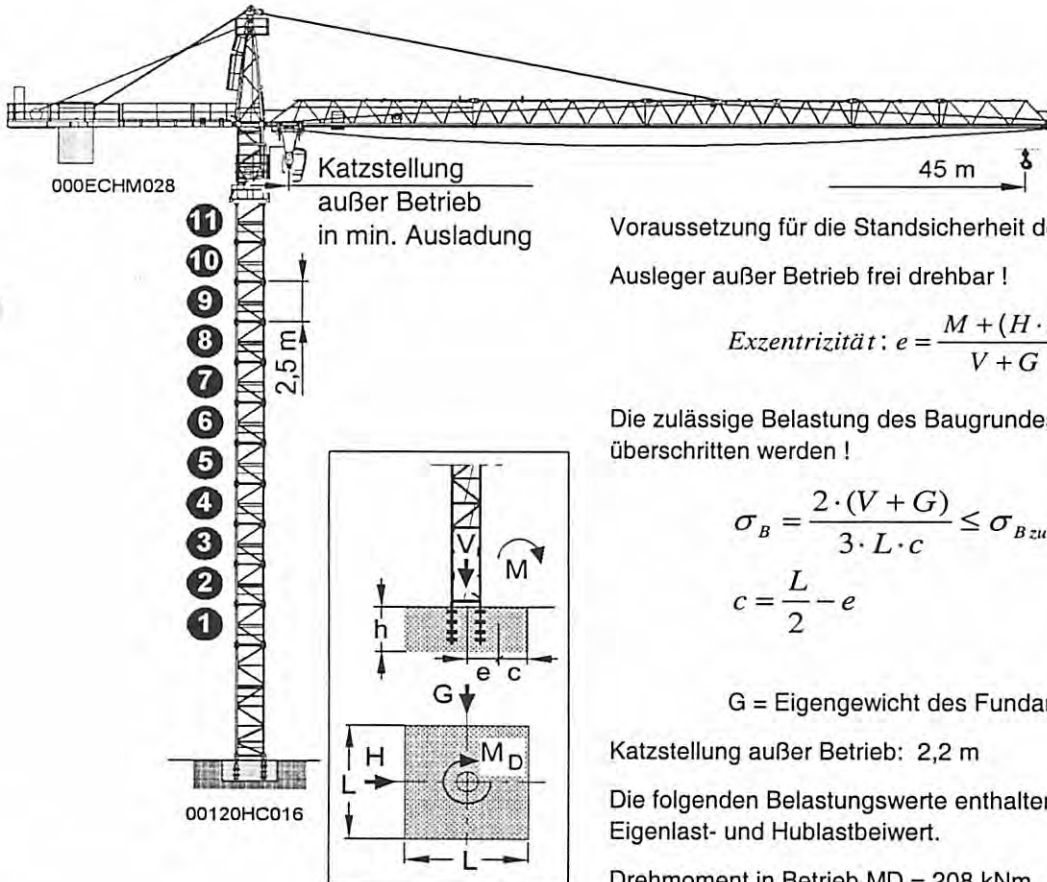 000ECHM028
Katzstellung
außer Betrieb
in min. Ausladung
45 m
11
10
9
8
7
6
5
4
3
2
1
2,5 m
00120HC016
V
M
h
e
c
G
H
M_D
L
L
Voraussetzung für die Standsicherheit
Ausleger außer Betrieb frei drehbar !
Exzentrizität: e = M + (H · / V + G
Die zulässige Belastung des Baugrundes
überschritten werden !
σ_B = 2·(V + G) / 3·L·c ≤ σ_B
c = L/2 − e
G = Eigengewicht des
Katzstellung außer Betrieb: 2,2 m
Die folgenden Belastungswerte
Eigenlast- und Hublastbeiwert.
Drehmoment in Betrieb MD = 208 kNm